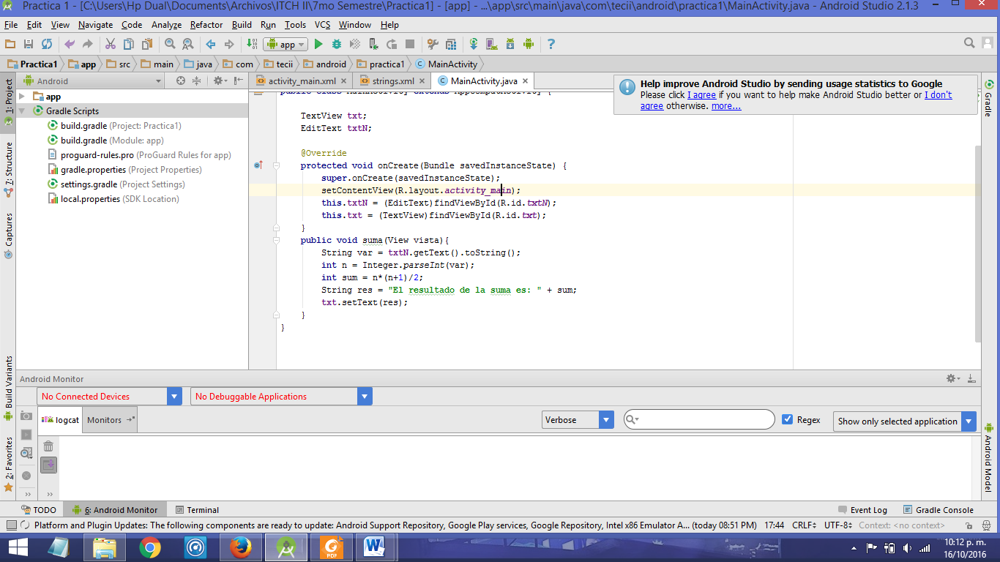 Practica 1 - [C:\Users\Hp Dual\Documents\Archivos\ITCH II\7mo Semestre\Practica1] - [app] - ...\app\src\main\java\com\tecii\android\practica1\MainActivity.java - Android Studio 2.1.3
File Edit View Navigate Code Analyze Refactor Build Run Tools VCS Window Help
app
Practica1 app src main java com tecii android practica1 MainActivity
Android
activity_main.xml strings.xml MainActivity.java
Help improve Android Studio by sending usage statistics to Google
Please click I agree if you want to help make Android Studio better or I don't
agree otherwise. more...
1: Project
7: Structure
Captures
Build Variants
2: Favorites
app
Gradle Scripts
build.gradle (Project: Practica1)
build.gradle (Module: app)
proguard-rules.pro (ProGuard Rules for app)
gradle.properties (Project Properties)
settings.gradle (Project Settings)
local.properties (SDK Location)
public class MainActivity extends AppCompatActivity {
TextView txt;
EditText txtN;
@Override
protected void onCreate(Bundle savedInstanceState) {
super.onCreate(savedInstanceState);
setContentView(R.layout.activity_main);
this.txtN = (EditText)findViewById(R.id.txtN);
this.txt = (TextView)findViewById(R.id.txt);
}
public void suma(View vista){
String var = txtN.getText().toString();
int n = Integer.parseInt(var);
int sum = n*(n+1)/2;
String res = "El resultado de la suma es: " + sum;
txt.setText(res);
}
}
Gradle
Android Model
Android Monitor
No Connected Devices No Debuggable Applications
logcat Monitors Verbose Regex Show only selected application
TODO 6: Android Monitor Terminal Event Log Gradle Console
Platform and Plugin Updates: The following components are ready to update: Android Support Repository, Google Play services, Google Repository, Intel x86 Emulator A... (today 08:51 PM) 17:44 CRLF UTF-8 Context: <no context>
PDF
10:12 p. m.
16/10/2016